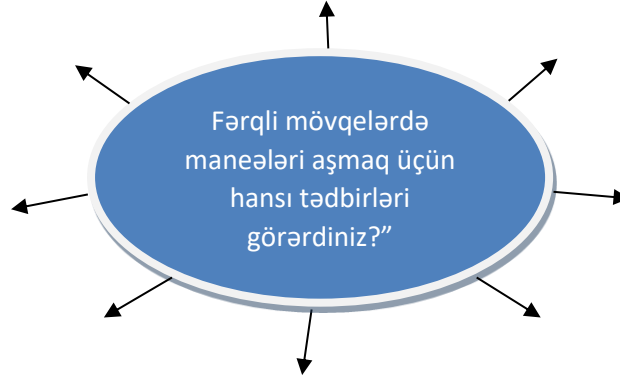 Fərqli mövqelərdə
maneələri aşmaq üçün
hansı tədbirləri
görərdiniz?”